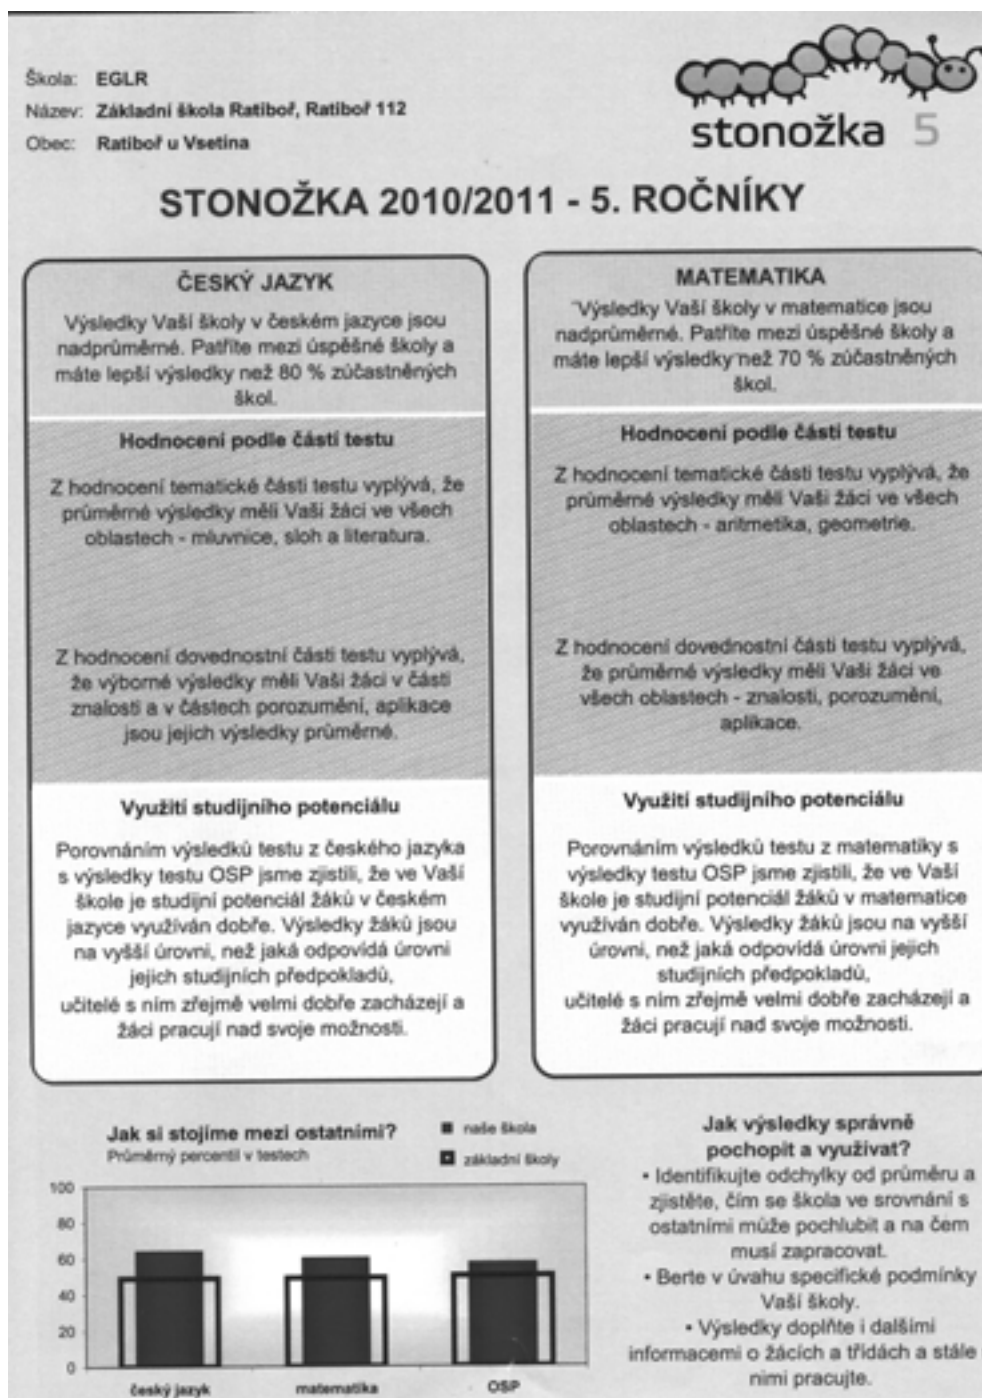 Škola: EGLR
Název: Základní škola Ratiboř, Ratiboř 112
Obec: Ratiboř u Vsetína
stonožka 5
STONOŽKA 2010/2011 - 5. ROČNÍKY
ČESKÝ JAZYK
Výsledky Vaší školy v českém jazyce jsou
nadprůměrné. Patříte mezi úspěšné školy a
máte lepší výsledky než 80 % zúčastněných
škol.
Hodnocení podle částí testu
Z hodnocení tematické části testu vyplývá, že
průměrné výsledky měli Vaši žáci ve všech
oblastech - mluvnice, sloh a literatura.
Z hodnocení dovednostní části testu vyplývá,
že výborné výsledky měli Vaši žáci v části
znalosti a v částech porozumění, aplikace
jsou jejich výsledky průměrné.
Využití studijního potenciálu
Porovnáním výsledků testu z českého jazyka
s výsledky testu OSP jsme zjistili, že ve Vaší
škole je studijní potenciál žáků v českém
jazyce využíván dobře. Výsledky žáků jsou
na vyšší úrovni, než jaká odpovídá úrovni
jejich studijních předpokladů,
učitelé s ním zřejmě velmi dobře zacházejí a
žáci pracují nad svoje možnosti.
MATEMATIKA
Výsledky Vaší školy v matematice jsou
nadprůměrné. Patříte mezi úspěšné školy a
máte lepší výsledky než 70 % zúčastněných
škol.
Hodnocení podle částí testu
Z hodnocení tematické části testu vyplývá, že
průměrné výsledky měli Vaši žáci ve všech
oblastech - aritmetika, geometrie.
Z hodnocení dovednostní části testu vyplývá,
že průměrné výsledky měli Vaši žáci ve
všech oblastech - znalosti, porozumění,
aplikace.
Využití studijního potenciálu
Porovnáním výsledků testu z matematiky s
výsledky testu OSP jsme zjistili, že ve Vaší
škole je studijní potenciál žáků v matematice
využíván dobře. Výsledky žáků jsou na vyšší
úrovni, než jaká odpovídá úrovni jejich
studijních předpokladů,
učitelé s ním zřejmě velmi dobře zacházejí a
žáci pracují nad svoje možnosti.
Jak si stojíme mezi ostatními?
Průměrný percentil v testech
naše škola
základní školy
100
80
60
40
20
0
český jazyk
matematika
OSP
Jak výsledky správně
pochopit a využívat?
• Identifikujte odchylky od průměru a
zjistěte, čím se škola ve srovnání s
ostatními může pochlubit a na čem
musí zapracovat.
• Berte v úvahu specifické podmínky
Vaší školy.
• Výsledky doplňte i dalšími
informacemi o žácích a třídách a stále
nimi pracujte.